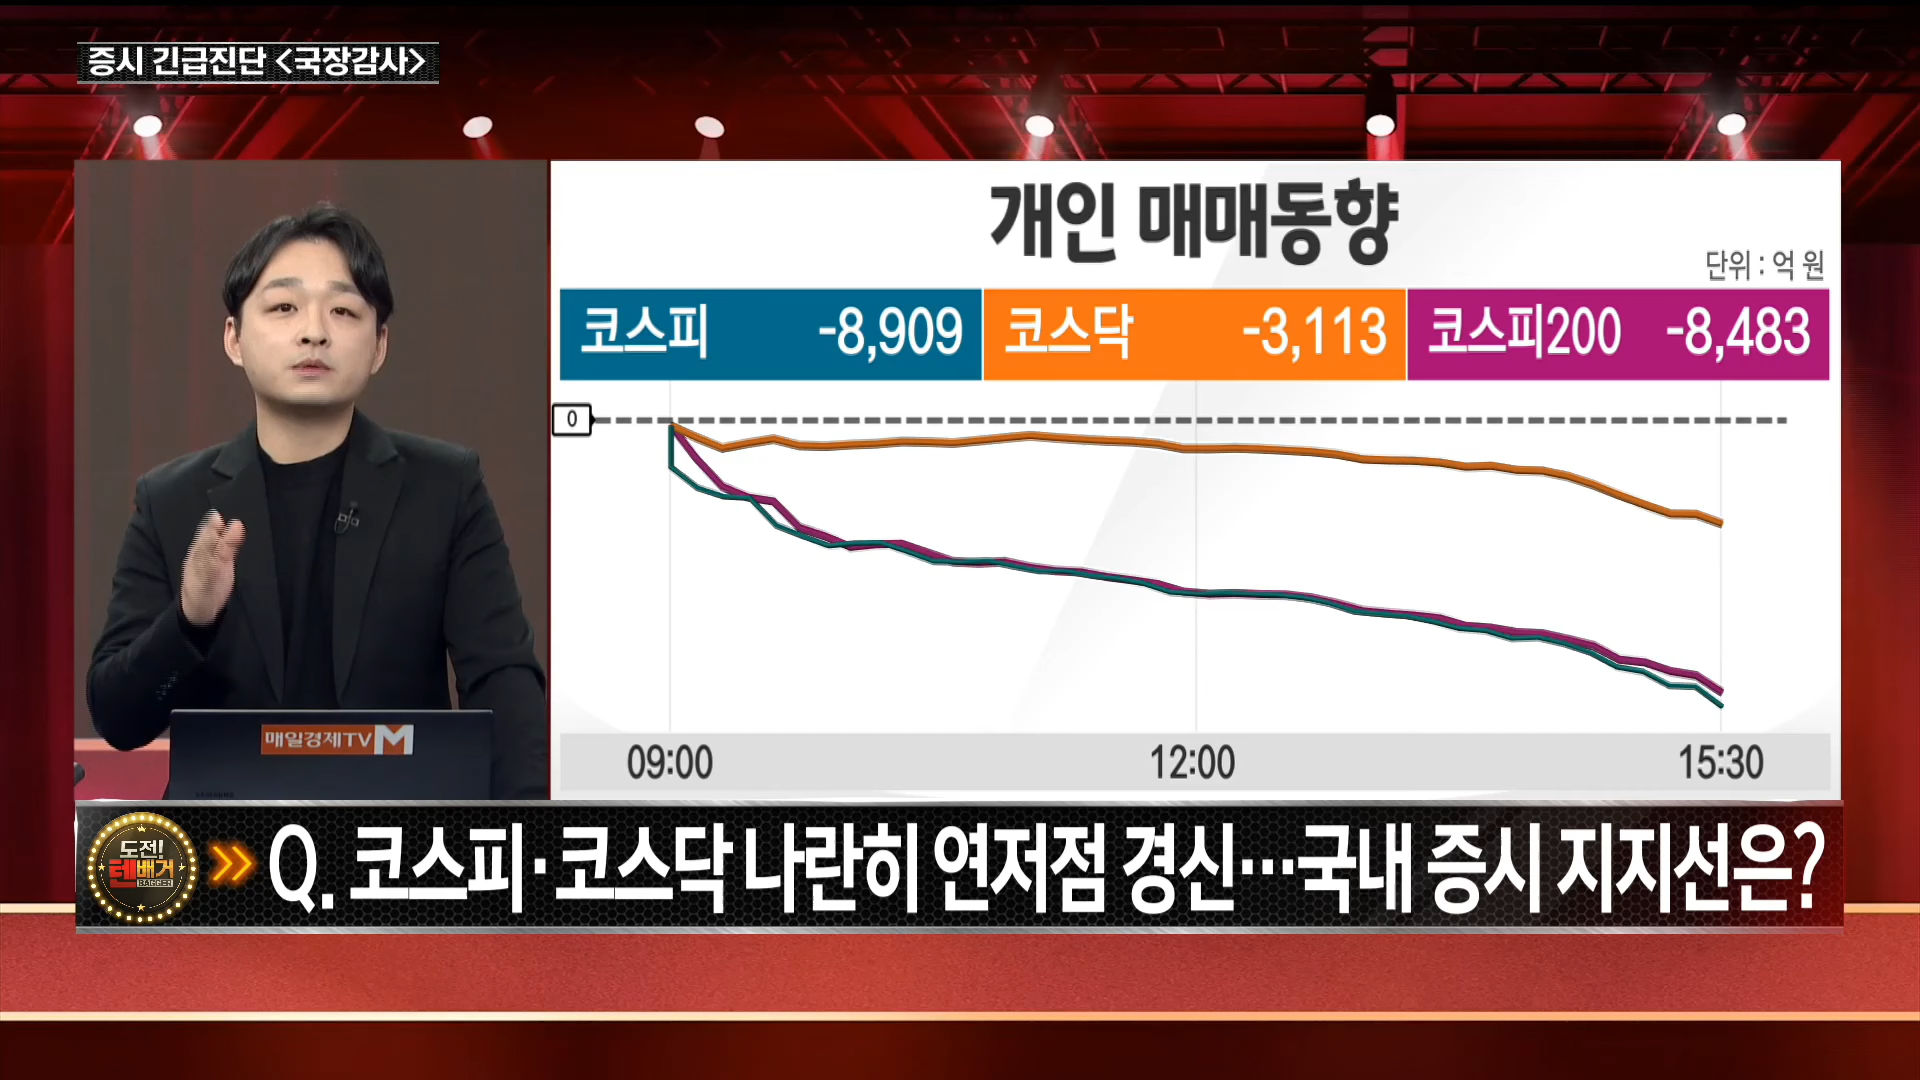 증시 긴급진단 <국장감사>
개인 매매동향
단위 : 억 원
코스피 -8,909 코스닥 -3,113 코스피200 -8,483
0
09:00 12:00 15:30
매일경제TV M
도전!
텐배거
BAGGER
Q. 코스피·코스닥 나란히 연저점 경신…국내 증시 지지선은?